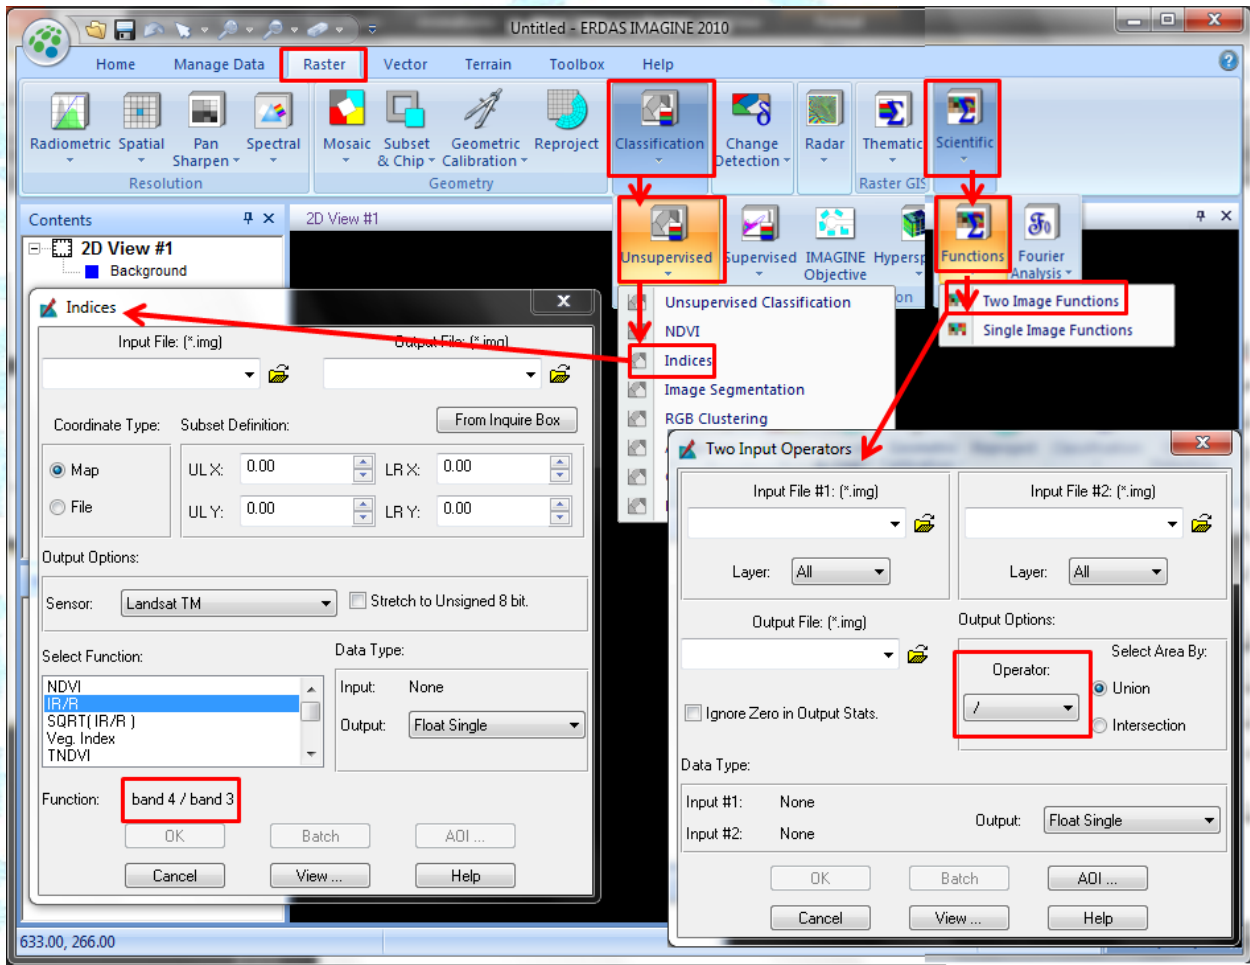 Untitled - ERDAS IMAGINE 2010
Home Manage Data Raster Vector Terrain Toolbox Help
Radiometric Spatial Pan Sharpen Spectral Mosaic Subset & Chip Geometric Calibration Reproject Classification Change Detection Radar Thematic Scientific
Resolution Geometry Raster GIS
Contents
2D View #1
2D View #1
Background
Unsupervised Supervised IMAGINE Objective Hypersp
Functions Fourier Analysis
on
Unsupervised Classification
NDVI
Indices
Image Segmentation
RGB Clustering
Two Image Functions
Single Image Functions
Indices
Input File: (*.img) Output File: (*.img)
Coordinate Type: Subset Definition: From Inquire Box
Map ULX: 0.00 LRX: 0.00
File ULY: 0.00 LRY: 0.00
Output Options:
Sensor: Landsat TM Stretch to Unsigned 8 bit.
Select Function: Data Type:
NDVI
IR/R
SQRT( IR/R )
Veg. Index
TNDVI
Input: None
Output: Float Single
Function: band 4 / band 3
OK Batch AOI ...
Cancel View ... Help
Two Input Operators
Input File #1: (*.img) Input File #2: (*.img)
Layer: All Layer: All
Output File: (*.img) Output Options:
Operator: Select Area By:
/ Union
Ignore Zero in Output Stats. Intersection
Data Type:
Input #1: None
Input #2: None
Output: Float Single
OK Batch AOI ...
Cancel View ... Help
633.00, 266.00